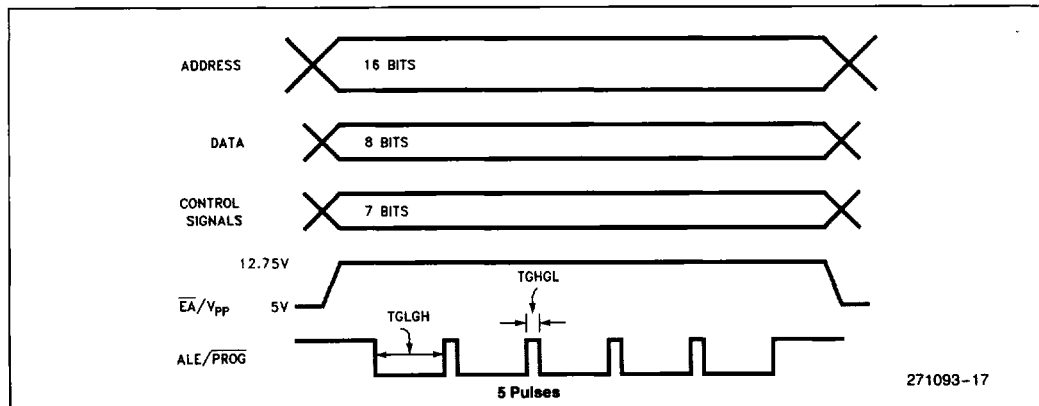 ADDRESS
16 BITS
DATA
8 BITS
CONTROL
SIGNALS
7 BITS
12.75V
TGHGL
EA/VPP
5V
TGLGH
ALE/PROG
5 Pulses
271093-17